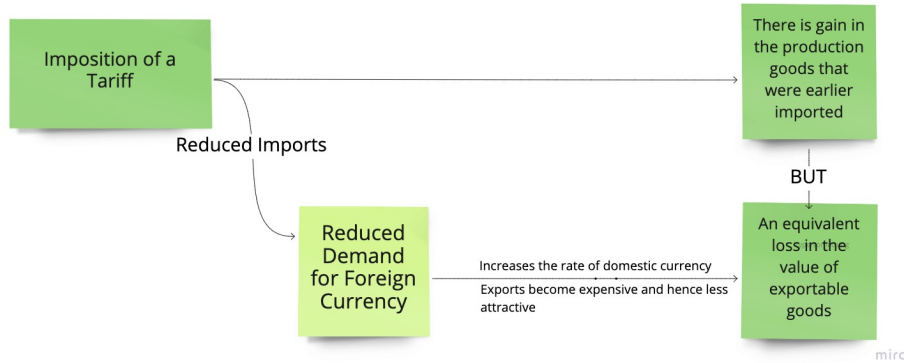 Imposition of a
Tariff
There is gain in
the production
goods that
were earlier
imported
Reduced Imports
BUT
Reduced
Demand
for Foreign
Currency
Increases the rate of domestic currency
Exports become expensive and hence less
attractive
An equivalent
loss in the
value of
exportable
goods
miro